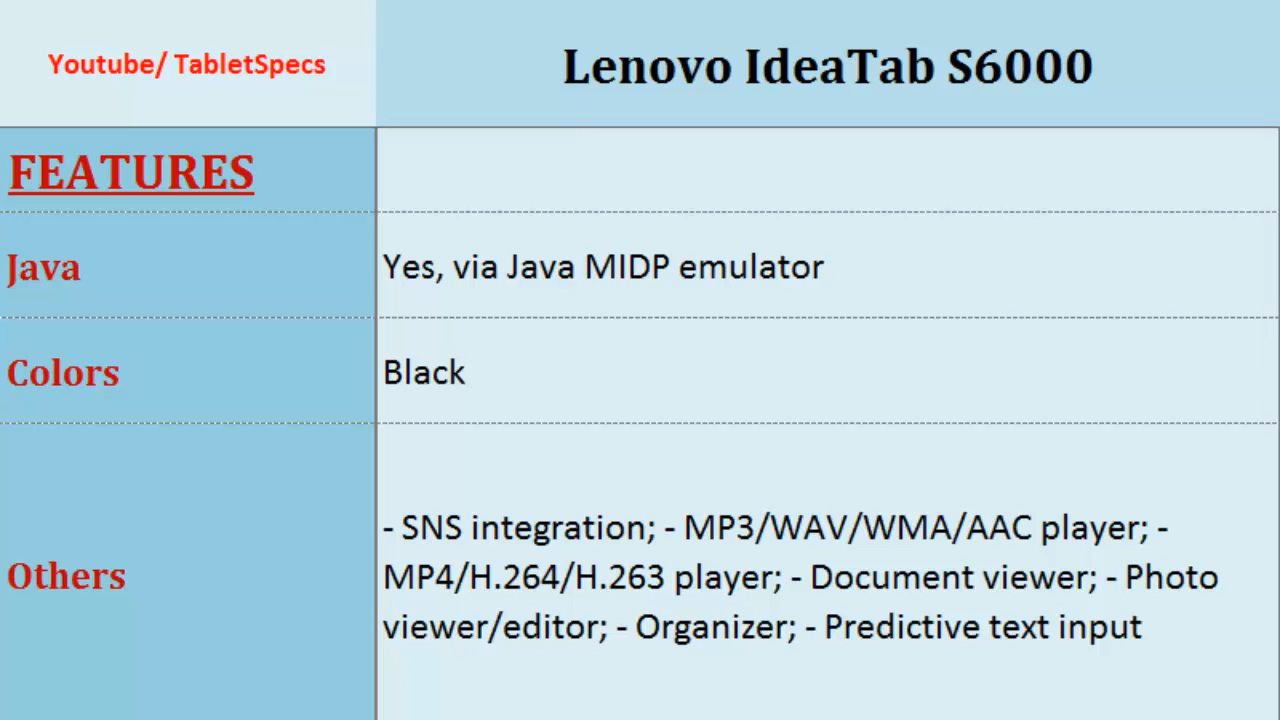 Youtube/ TabletSpecs
Lenovo IdeaTab S6000
FEATURES
Java
Yes, via Java MIDP emulator
Colors
Black
Others
- SNS integration; - MP3/WAV/WMA/AAC player; -
MP4/H.264/H.263 player; - Document viewer; - Photo
viewer/editor; - Organizer; - Predictive text input